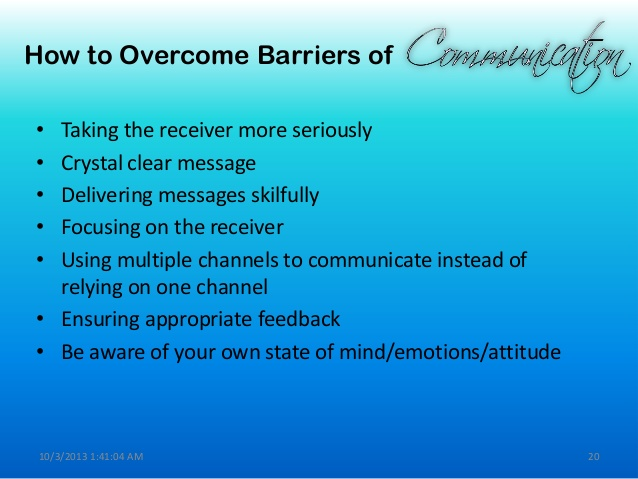 How to Overcome Barriers of Communication
• Taking the receiver more seriously
• Crystal clear message
• Delivering messages skilfully
• Focusing on the receiver
• Using multiple channels to communicate instead of
relying on one channel
• Ensuring appropriate feedback
• Be aware of your own state of mind/emotions/attitude
10/3/2013 1:41:04 AM 20